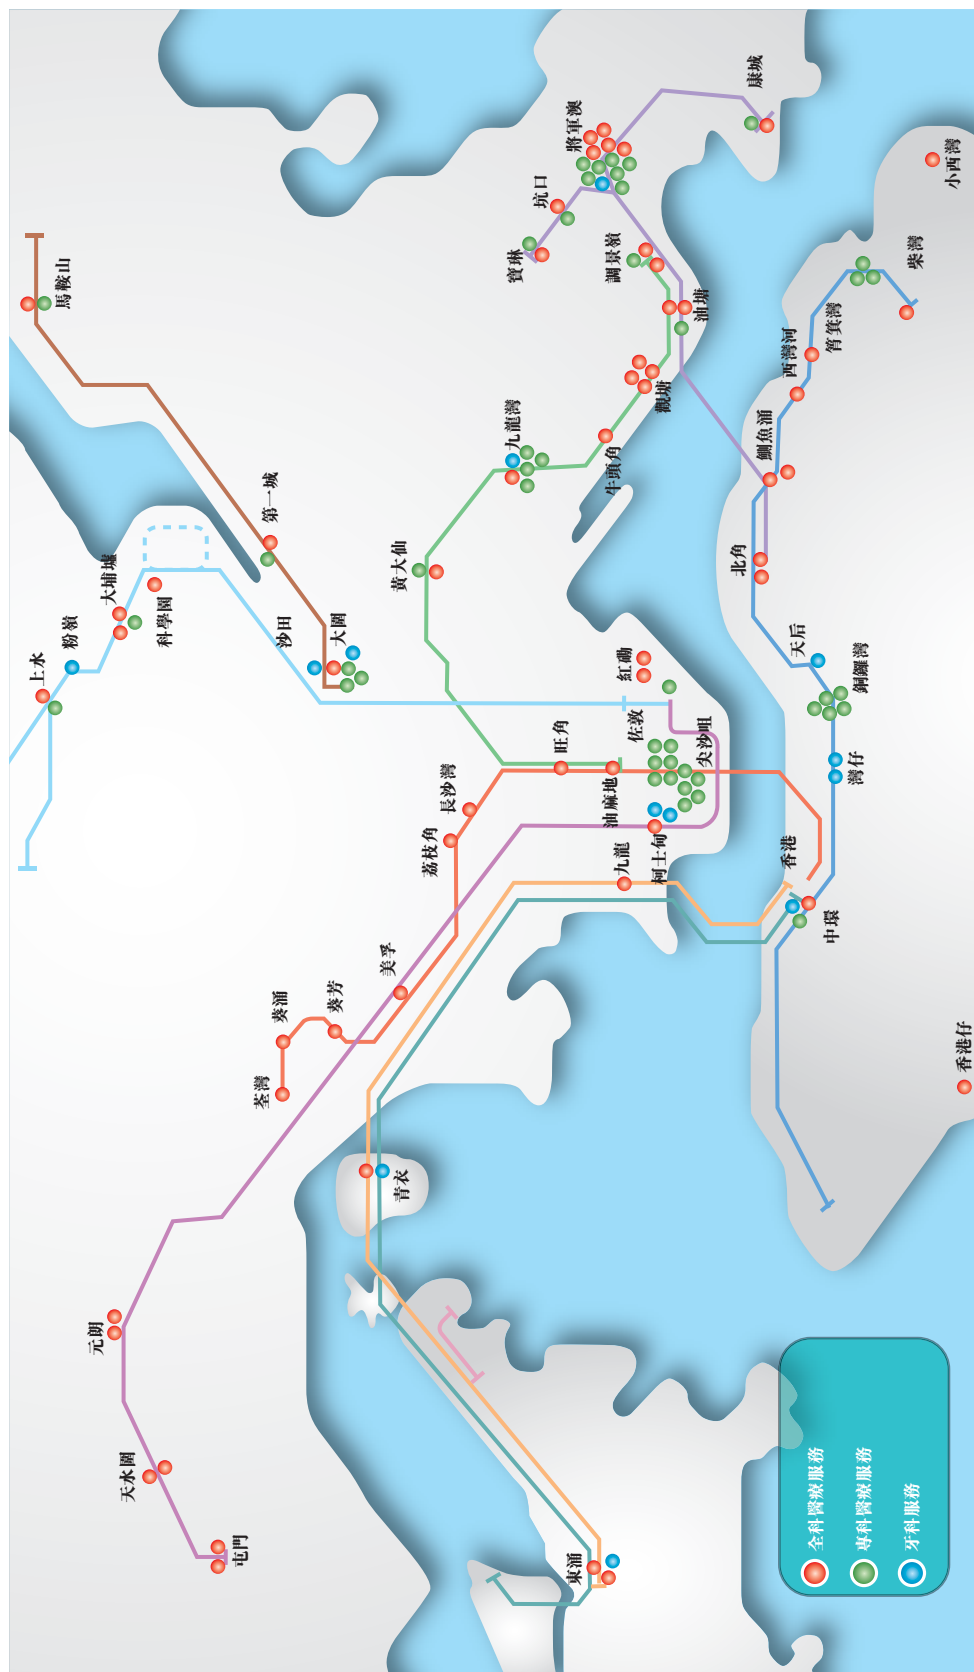 屯門
天水圍
元朗
荃灣
葵涌
葵芳
美孚
荔枝角
長沙灣
上水
粉嶺
大埔墟
科學園
沙田
大圍
第一城
馬鞍山
東涌
青衣
九龍
柯士甸
油麻地
旺角
佐敦
尖沙咀
紅磡
黃大仙
九龍灣
牛頭角
觀塘
油塘
調景嶺
寶琳
坑口
將軍澳
康城
香港
中環
灣仔
銅鑼灣
天后
北角
鰂魚涌
西灣河
筲箕灣
柴灣
小西灣
香港仔
全科醫療服務
專科醫療服務
牙科服務